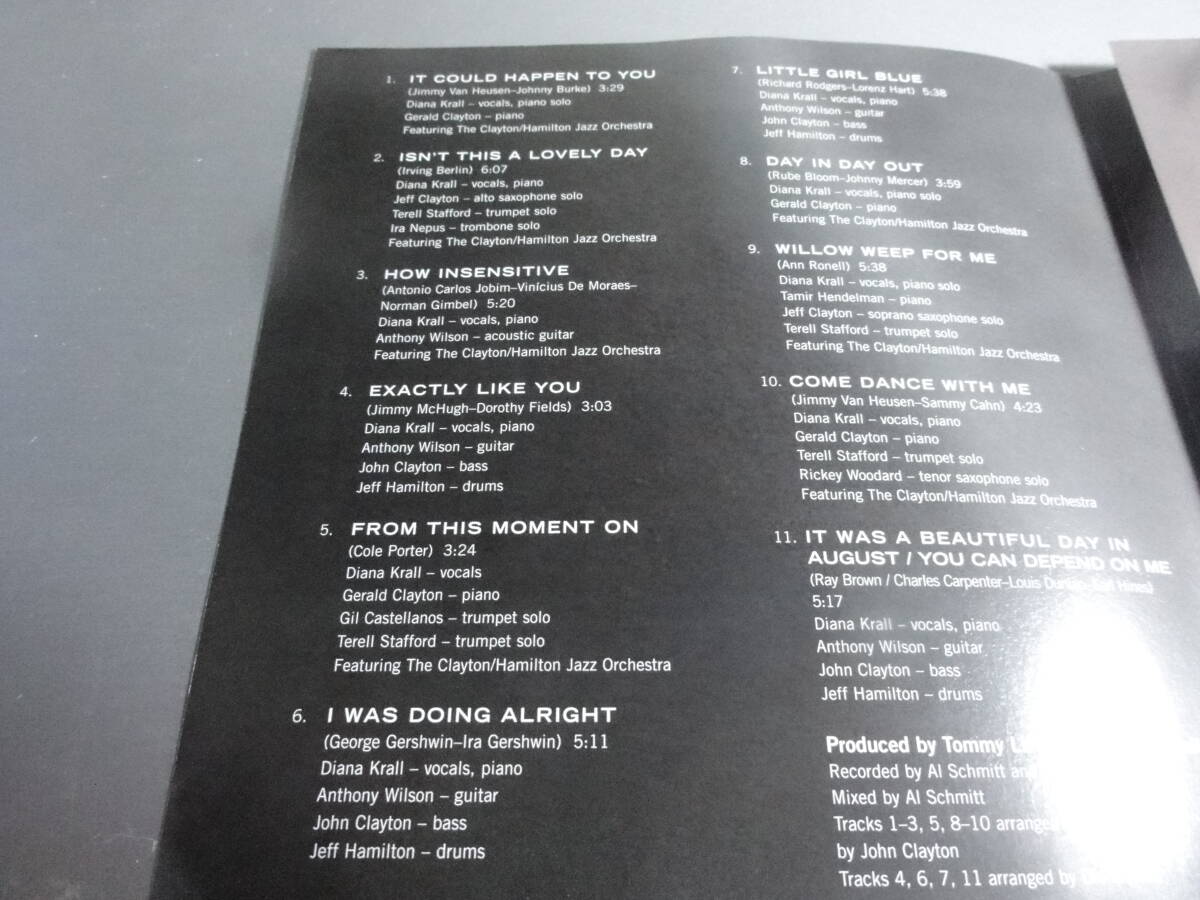 1. IT COULD HAPPEN TO YOU
(Jimmy Van Heusen–Johnny Burke) 3:29
Diana Krall – vocals, piano solo
Gerald Clayton – piano
Featuring The Clayton/Hamilton Jazz Orchestra
2. ISN'T THIS A LOVELY DAY
(Irving Berlin) 6:07
Diana Krall – vocals, piano
Jeff Clayton – alto saxophone solo
Terell Stafford – trumpet solo
Ira Nepus – trombone solo
Featuring The Clayton/Hamilton Jazz Orchestra
3. HOW INSENSITIVE
(Antonio Carlos Jobim–Vinícius De Moraes–
Norman Gimbel) 5:20
Diana Krall – vocals, piano
Anthony Wilson – acoustic guitar
Featuring The Clayton/Hamilton Jazz Orchestra
4. EXACTLY LIKE YOU
(Jimmy McHugh–Dorothy Fields) 3:03
Diana Krall – vocals, piano
Anthony Wilson – guitar
John Clayton – bass
Jeff Hamilton – drums
5. FROM THIS MOMENT ON
(Cole Porter) 3:24
Diana Krall – vocals
Gerald Clayton – piano
Gil Castellanos – trumpet solo
Terell Stafford – trumpet solo
Featuring The Clayton/Hamilton Jazz Orchestra
6. I WAS DOING ALRIGHT
(George Gershwin–Ira Gershwin) 5:11
Diana Krall – vocals, piano
Anthony Wilson – guitar
John Clayton – bass
Jeff Hamilton – drums
7. LITTLE GIRL BLUE
(Richard Rodgers–Lorenz Hart) 5:38
Diana Krall – vocals, piano
Anthony Wilson – guitar
John Clayton – bass
Jeff Hamilton – drums
8. DAY IN DAY OUT
(Rube Bloom–Johnny Mercer) 3:59
Diana Krall – vocals, piano solo
Gerald Clayton – piano
Featuring The Clayton/Hamilton Jazz Orchestra
9. WILLOW WEEP FOR ME
(Ann Ronell) 5:38
Diana Krall – vocals, piano solo
Tamir Hendelman – piano
Jeff Clayton – soprano saxophone solo
Terell Stafford – trumpet solo
Featuring The Clayton/Hamilton Jazz Orchestra
10. COME DANCE WITH ME
(Jimmy Van Heusen–Sammy Cahn) 4:23
Diana Krall – vocals, piano
Gerald Clayton – piano
Terell Stafford – trumpet solo
Rickey Woodard – tenor saxophone solo
Featuring The Clayton/Hamilton Jazz Orchestra
11. IT WAS A BEAUTIFUL DAY IN
AUGUST / YOU CAN DEPEND ON ME
(Ray Brown / Charles Carpenter–Louis Dunlap–Earl Hines)
5:17
Diana Krall – vocals, piano
Anthony Wilson – guitar
John Clayton – bass
Jeff Hamilton – drums
Produced by Tommy
Recorded by Al Schmitt and
Mixed by Al Schmitt
Tracks 1–3, 5, 8–10 arranged
by John Clayton
Tracks 4, 6, 7, 11 arranged by